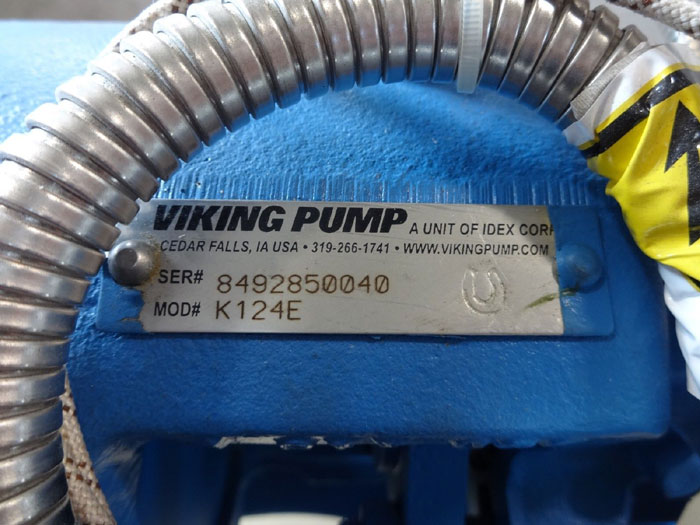 VIKING PUMP A UNIT OF IDEX CORP
CEDAR FALLS, IA USA • 319-266-1741 • WWW.VIKINGPUMP.COM
SER# 8492850040
MOD# K124E